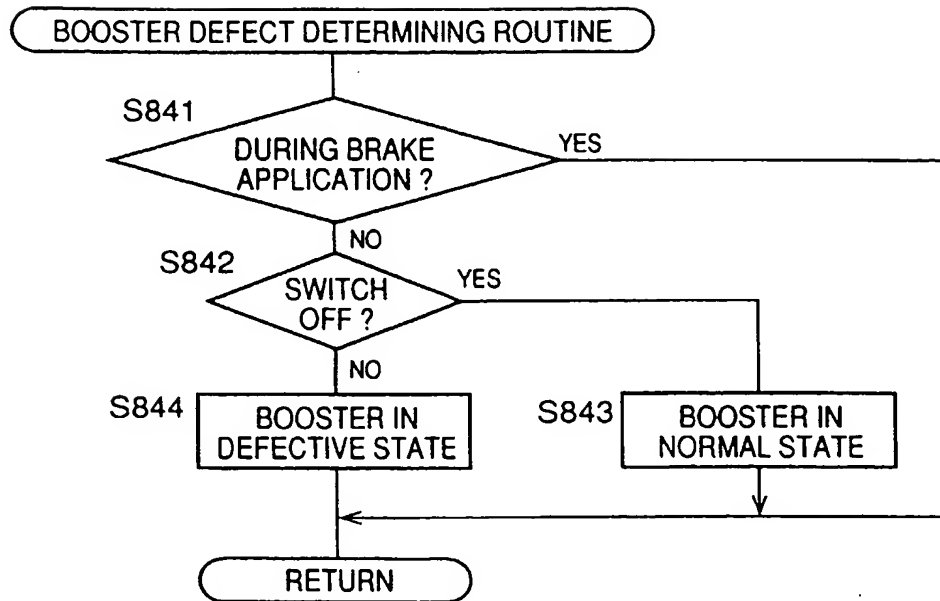 BOOSTER DEFECT DETERMINING ROUTINE
S841
DURING BRAKE
APPLICATION ?
YES
NO
S842
SWITCH
OFF ?
YES
NO
S844
BOOSTER IN
DEFECTIVE STATE
S843
BOOSTER IN
NORMAL STATE
RETURN